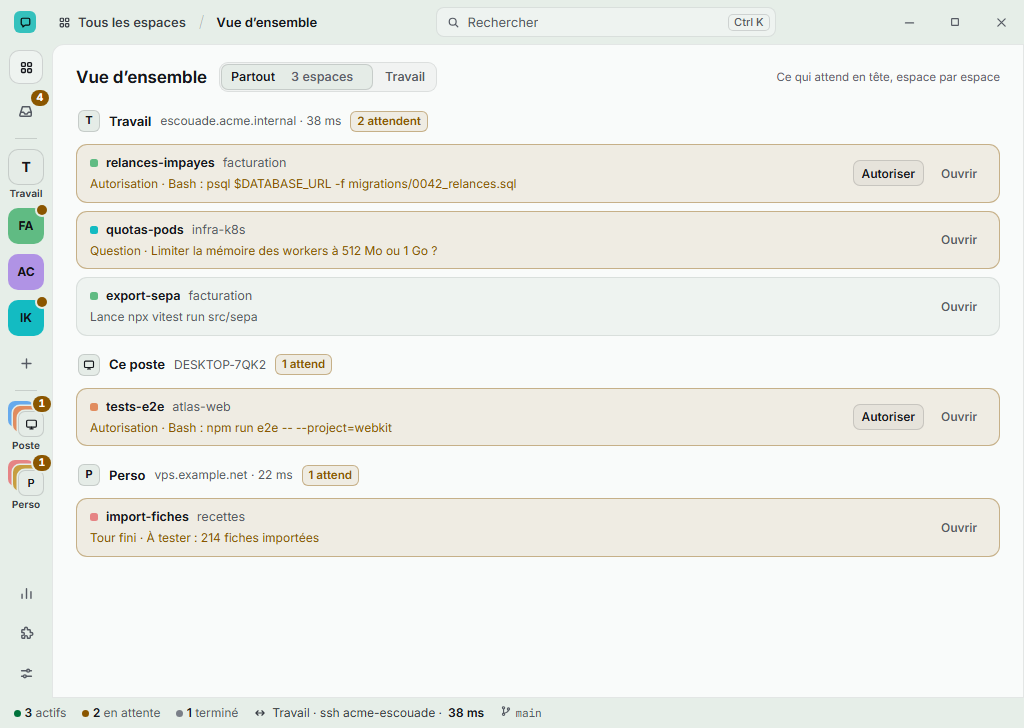 Tous les espaces / Vue d’ensemble
Rechercher
Ctrl K
4
T
Travail
FA
AC
IK
1
Poste
1
P
Perso
Vue d’ensemble
Partout 3 espaces
Travail
Ce qui attend en tête, espace par espace
T Travail escouade.acme.internal · 38 ms 2 attendent
relances-impayes facturation
Autorisation · Bash : psql $DATABASE_URL -f migrations/0042_relances.sql
Autoriser Ouvrir
quotas-pods infra-k8s
Question · Limiter la mémoire des workers à 512 Mo ou 1 Go ?
Ouvrir
export-sepa facturation
Lance npx vitest run src/sepa
Ouvrir
Ce poste DESKTOP-7QK2 1 attend
tests-e2e atlas-web
Autorisation · Bash : npm run e2e -- --project=webkit
Autoriser Ouvrir
P Perso vps.example.net · 22 ms 1 attend
import-fiches recettes
Tour fini · À tester : 214 fiches importées
Ouvrir
3 actifs 2 en attente 1 terminé Travail · ssh acme-escouade · 38 ms main